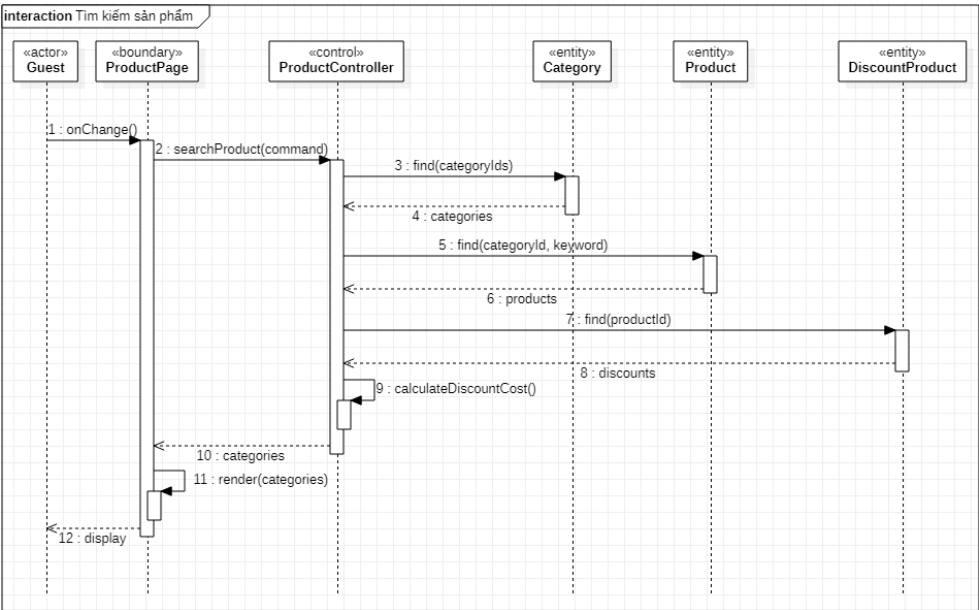 interaction Tìm kiếm sản phẩm
«actor»
Guest
«boundary»
ProductPage
«control»
ProductController
«entity»
Category
«entity»
Product
«entity»
DiscountProduct
1 : onChange()
2 : searchProduct(command)
3 : find(categoryIds)
4 : categories
5 : find(categoryId, keyword)
6 : products
7 : find(productId)
8 : discounts
9 : calculateDiscountCost()
10 : categories
11 : render(categories)
12 : display